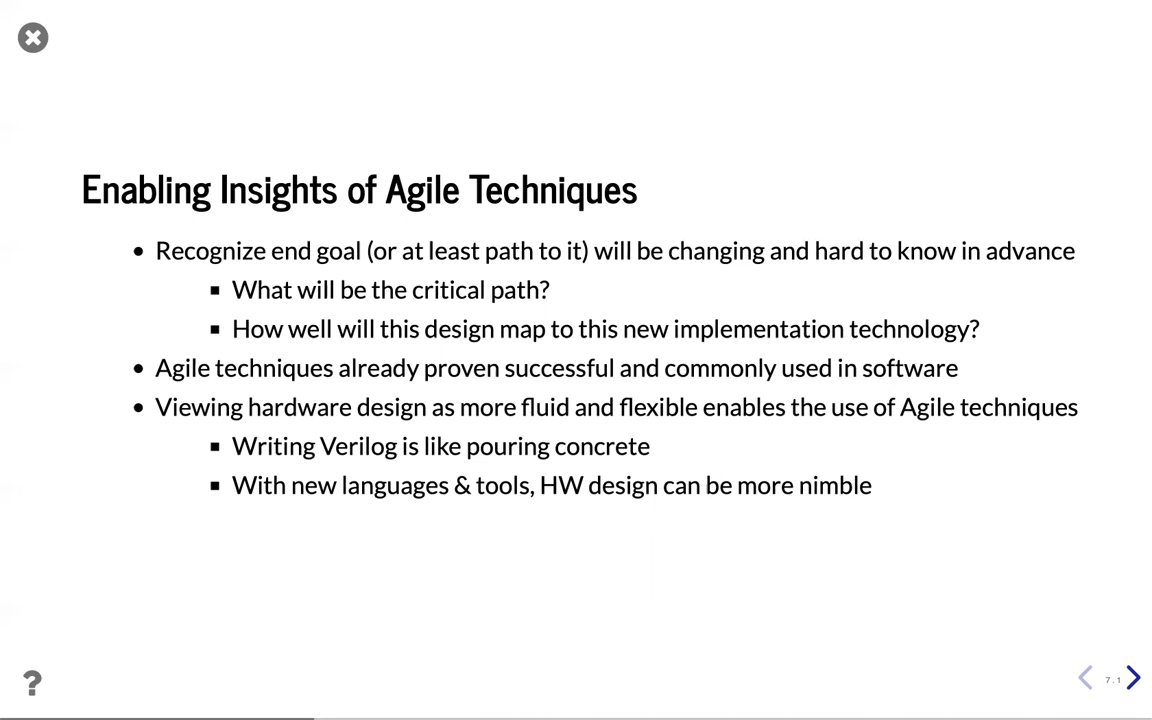 Enabling Insights of Agile Techniques
• Recognize end goal (or at least path to it) will be changing and hard to know in advance
▪ What will be the critical path?
▪ How well will this design map to this new implementation technology?
• Agile techniques already proven successful and commonly used in software
• Viewing hardware design as more fluid and flexible enables the use of Agile techniques
▪ Writing Verilog is like pouring concrete
▪ With new languages & tools, HW design can be more nimble
?
7.1